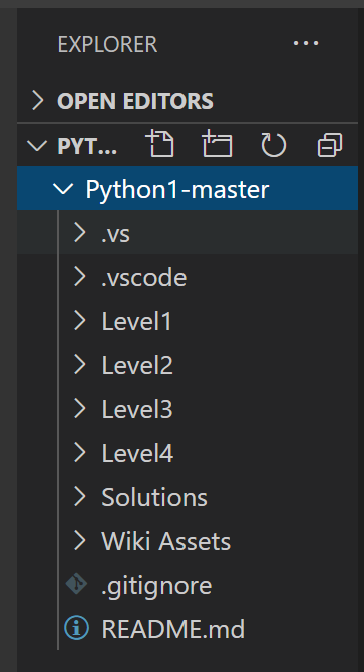 EXPLORER
OPEN EDITORS
PYT...
Python1-master
.vs
.vscode
Level1
Level2
Level3
Level4
Solutions
Wiki Assets
.gitignore
README.md